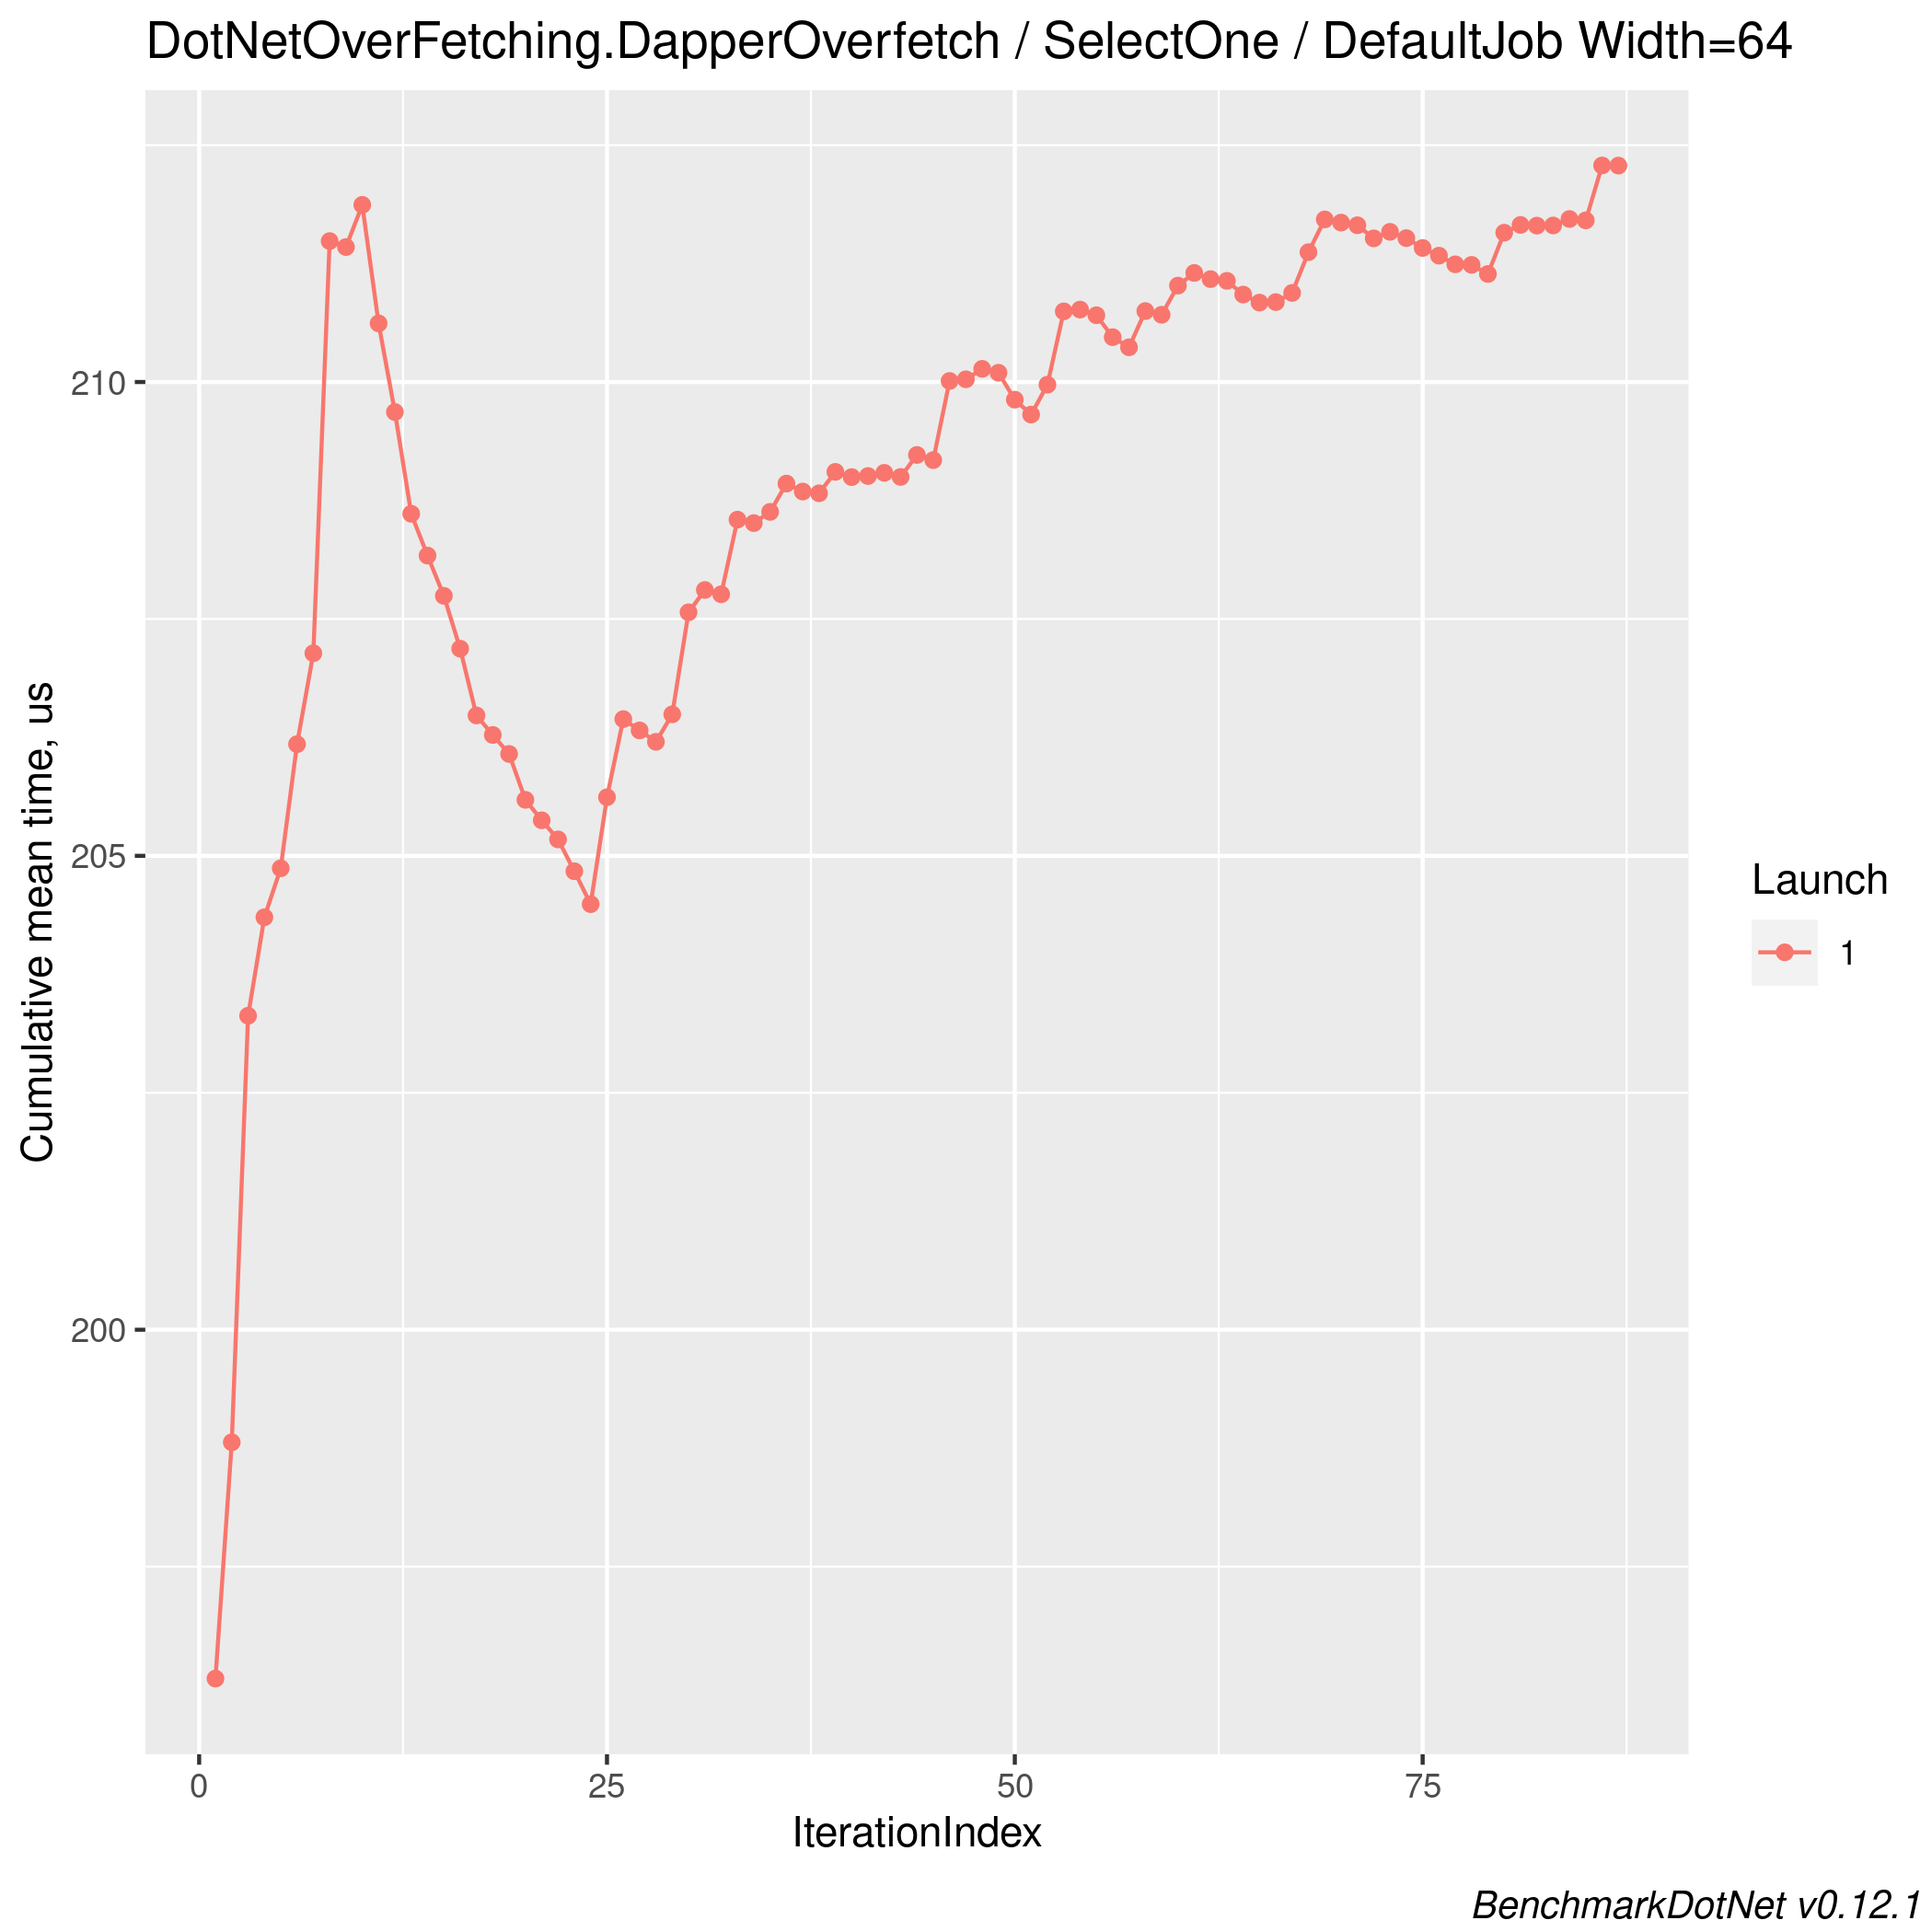 DotNetOverFetching.DapperOverfetch / SelectOne / DefaultJob Width=64
Cumulative mean time, us
210
205
200
0 25 50 75
IterationIndex
Launch
1
BenchmarkDotNet v0.12.1